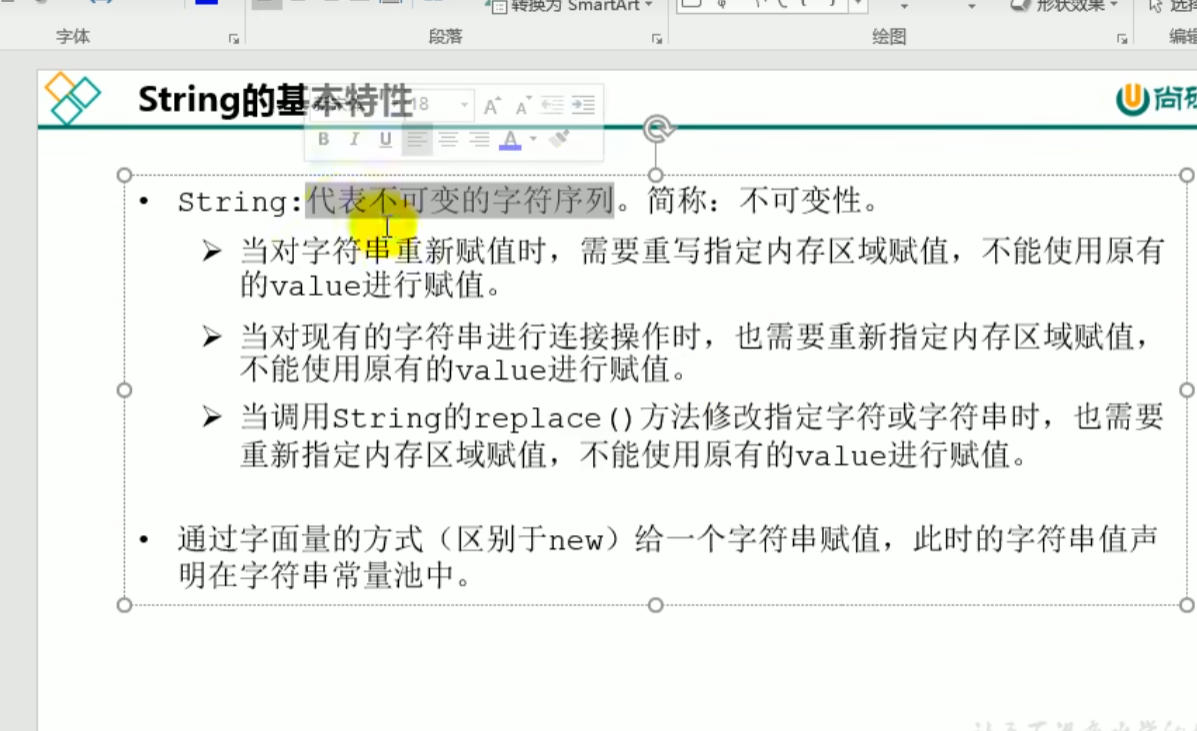 转换为 SmartArt
形状效果
选择
字体
段落
绘图
编辑
String的基本特性
18
B I U A
String:代表不可变的字符序列。简称：不可变性。
当对字符串重新赋值时，需要重写指定内存区域赋值，不能使用原有
的value进行赋值。
当对现有的字符串进行连接操作时，也需要重新指定内存区域赋值，
不能使用原有的value进行赋值。
当调用String的replace()方法修改指定字符或字符串时，也需要
重新指定内存区域赋值，不能使用原有的value进行赋值。
通过字面量的方式（区别于new）给一个字符串赋值，此时的字符串值声
明在字符串常量池中。